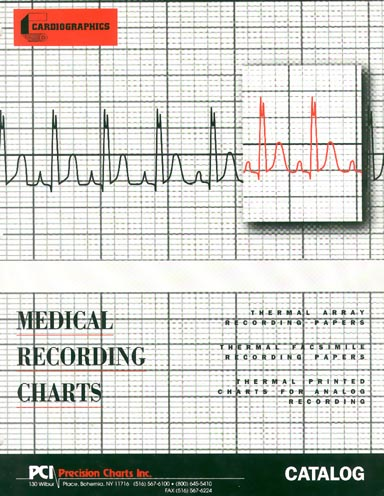 CARDIOGRAPHICS
MEDICAL
RECORDING
CHARTS
THERMAL ARRAY
RECORDING PAPERS
THERMAL FACSIMILE
RECORDING PAPERS
THERMAL PRINTED
CHARTS FOR ANALOG
RECORDING
PCI Precision Charts Inc.
130 Wilbur Place, Bohemia, NY 11716 (516) 567-6100 • (800) 645-5410
FAX (516) 567-6224
CATALOG